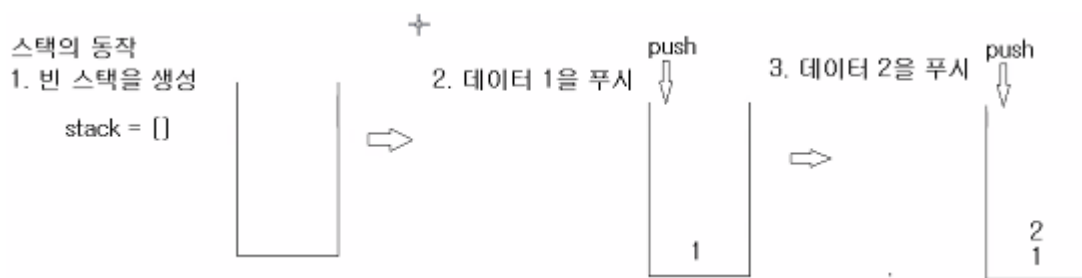 스택의 동작
1. 빈 스택을 생성
stack = []
2. 데이터 1을 푸시
push
1
3. 데이터 2을 푸시
push
2
1